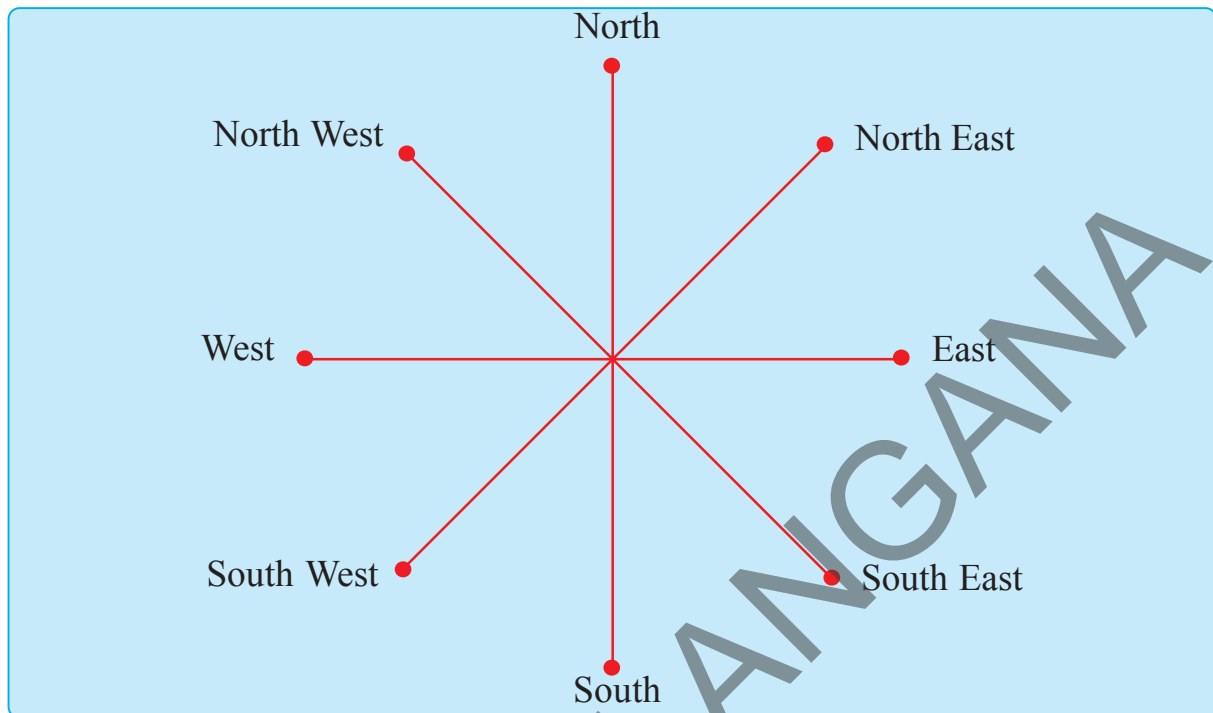 North
North West
North East
West
East
South West
South East
South
ANGANA